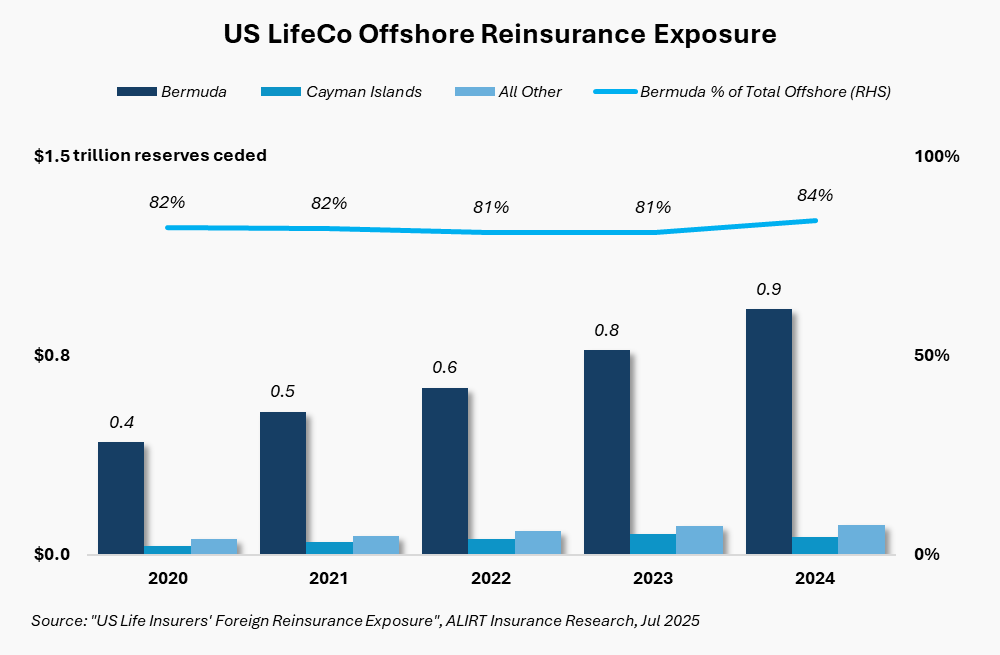 US LifeCo Offshore Reinsurance Exposure
Bermuda Cayman Islands All Other Bermuda % of Total Offshore (RHS)
$1.5 trillion reserves ceded 100%
82% 82% 81% 81% 84%
0.9
0.8
$0.8 50%
0.6
0.5
0.4
$0.0 0%
2020 2021 2022 2023 2024
Source: "US Life Insurers' Foreign Reinsurance Exposure", ALIRT Insurance Research, Jul 2025